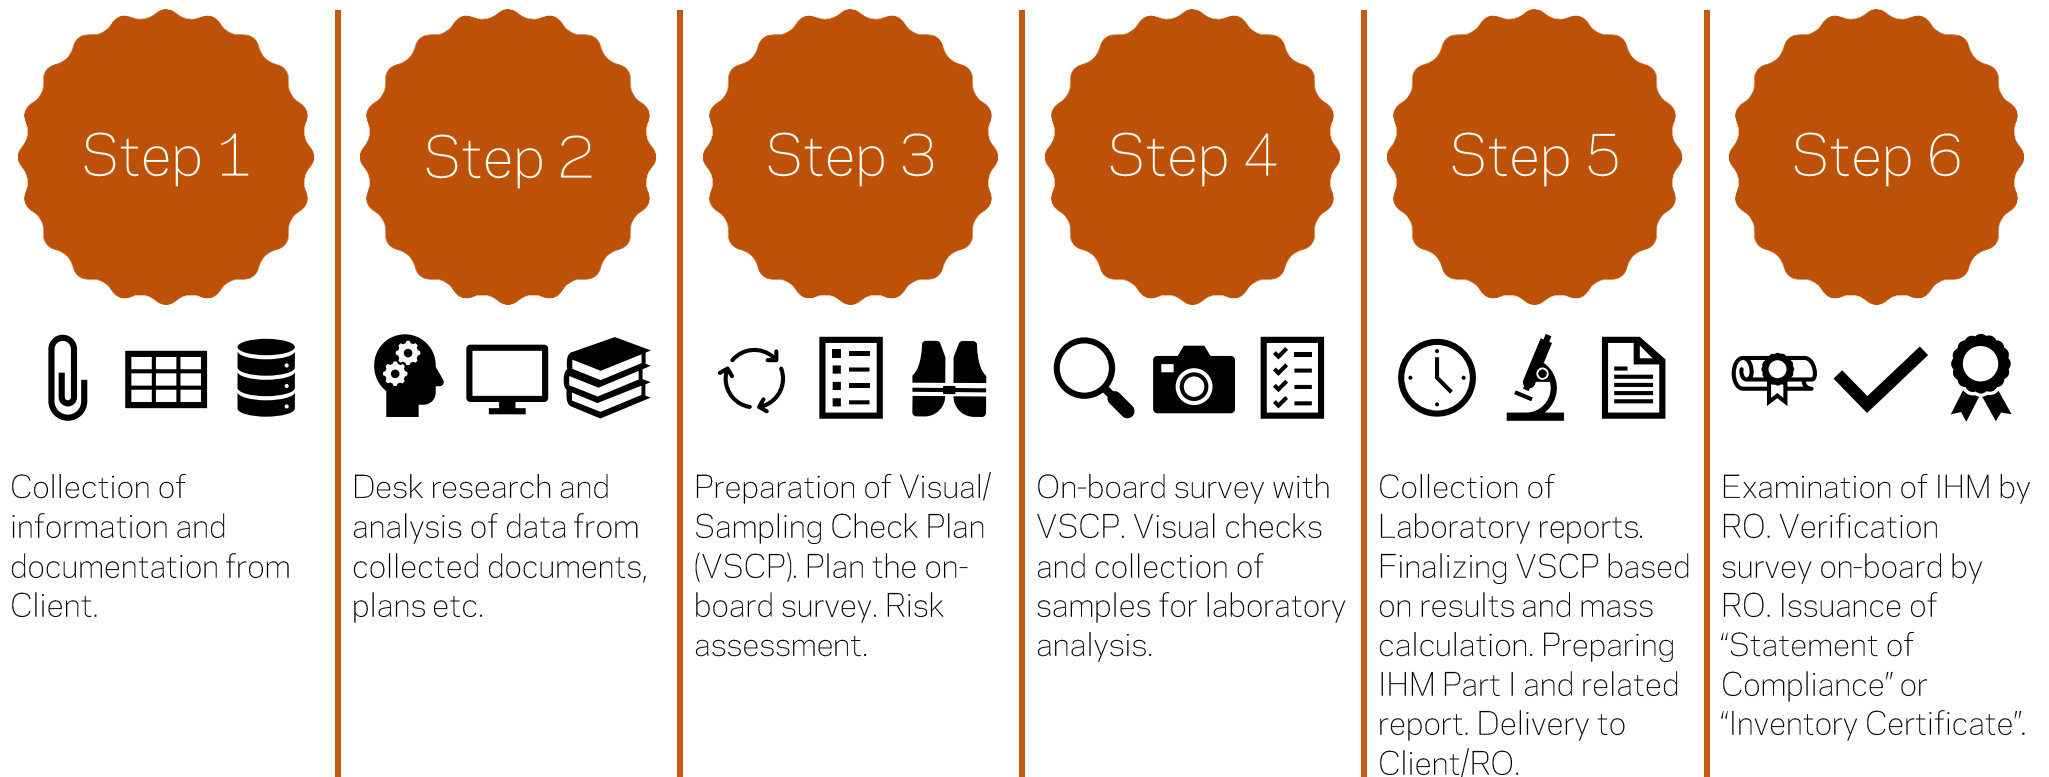 Step 1
Collection of
information and
documentation from
Client.
Step 2
Desk research and
analysis of data from
collected documents,
plans etc.
Step 3
Preparation of Visual/
Sampling Check Plan
(VSCP). Plan the on-
board survey. Risk
assessment.
Step 4
On-board survey with
VSCP. Visual checks
and collection of
samples for laboratory
analysis.
Step 5
Collection of
Laboratory reports.
Finalizing VSCP based
on results and mass
calculation. Preparing
IHM Part I and related
report. Delivery to
Client/RO.
Step 6
Examination of IHM by
RO. Verification
survey on-board by
RO. Issuance of
“Statement of
Compliance” or
“Inventory Certificate”.